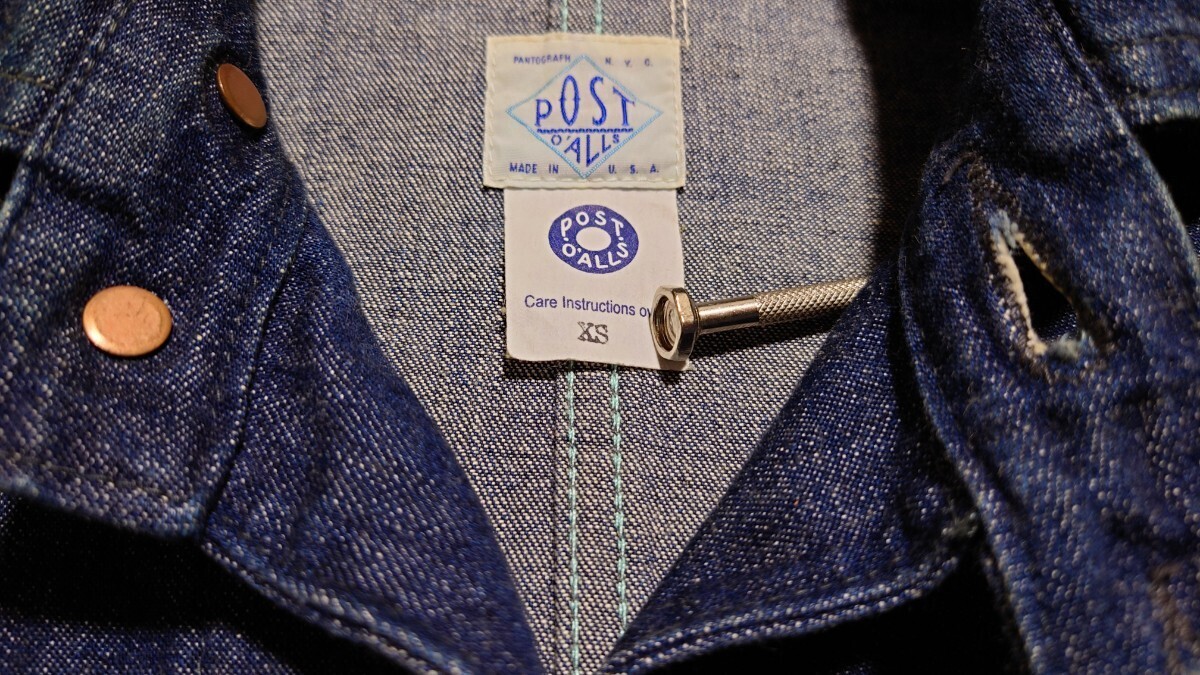 PANTOGRAPH N. Y. C.
POST
O'ALLS
MADE IN U. S. A.
POST
O'ALLS
Care Instructions
XS